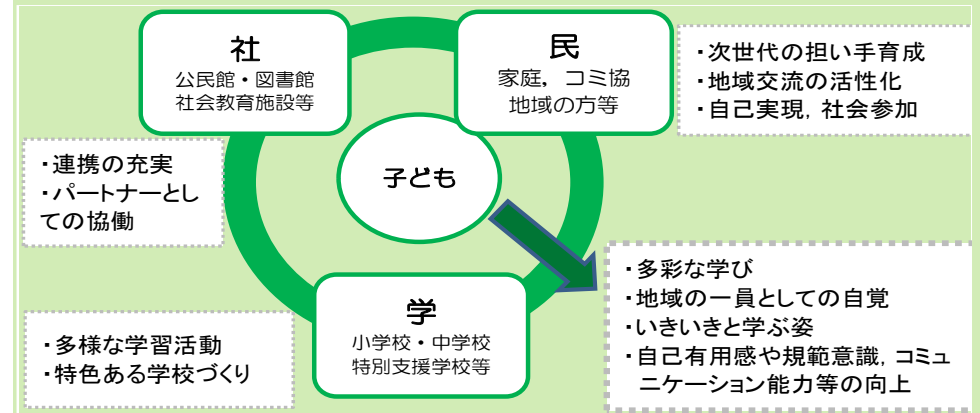 社
公民館・図書館
社会教育施設等
民
家庭，コミ協
地域の方等
・次世代の担い手育成
・地域交流の活性化
・自己実現，社会参加
・連携の充実
・パートナーとし
ての協働
子ども
学
小学校・中学校
特別支援学校等
・多様な学習活動
・特色ある学校づくり
・多彩な学び
・地域の一員としての自覚
・いきいきと学ぶ姿
・自己有用感や規範意識，コミュ
ニケーション能力等の向上